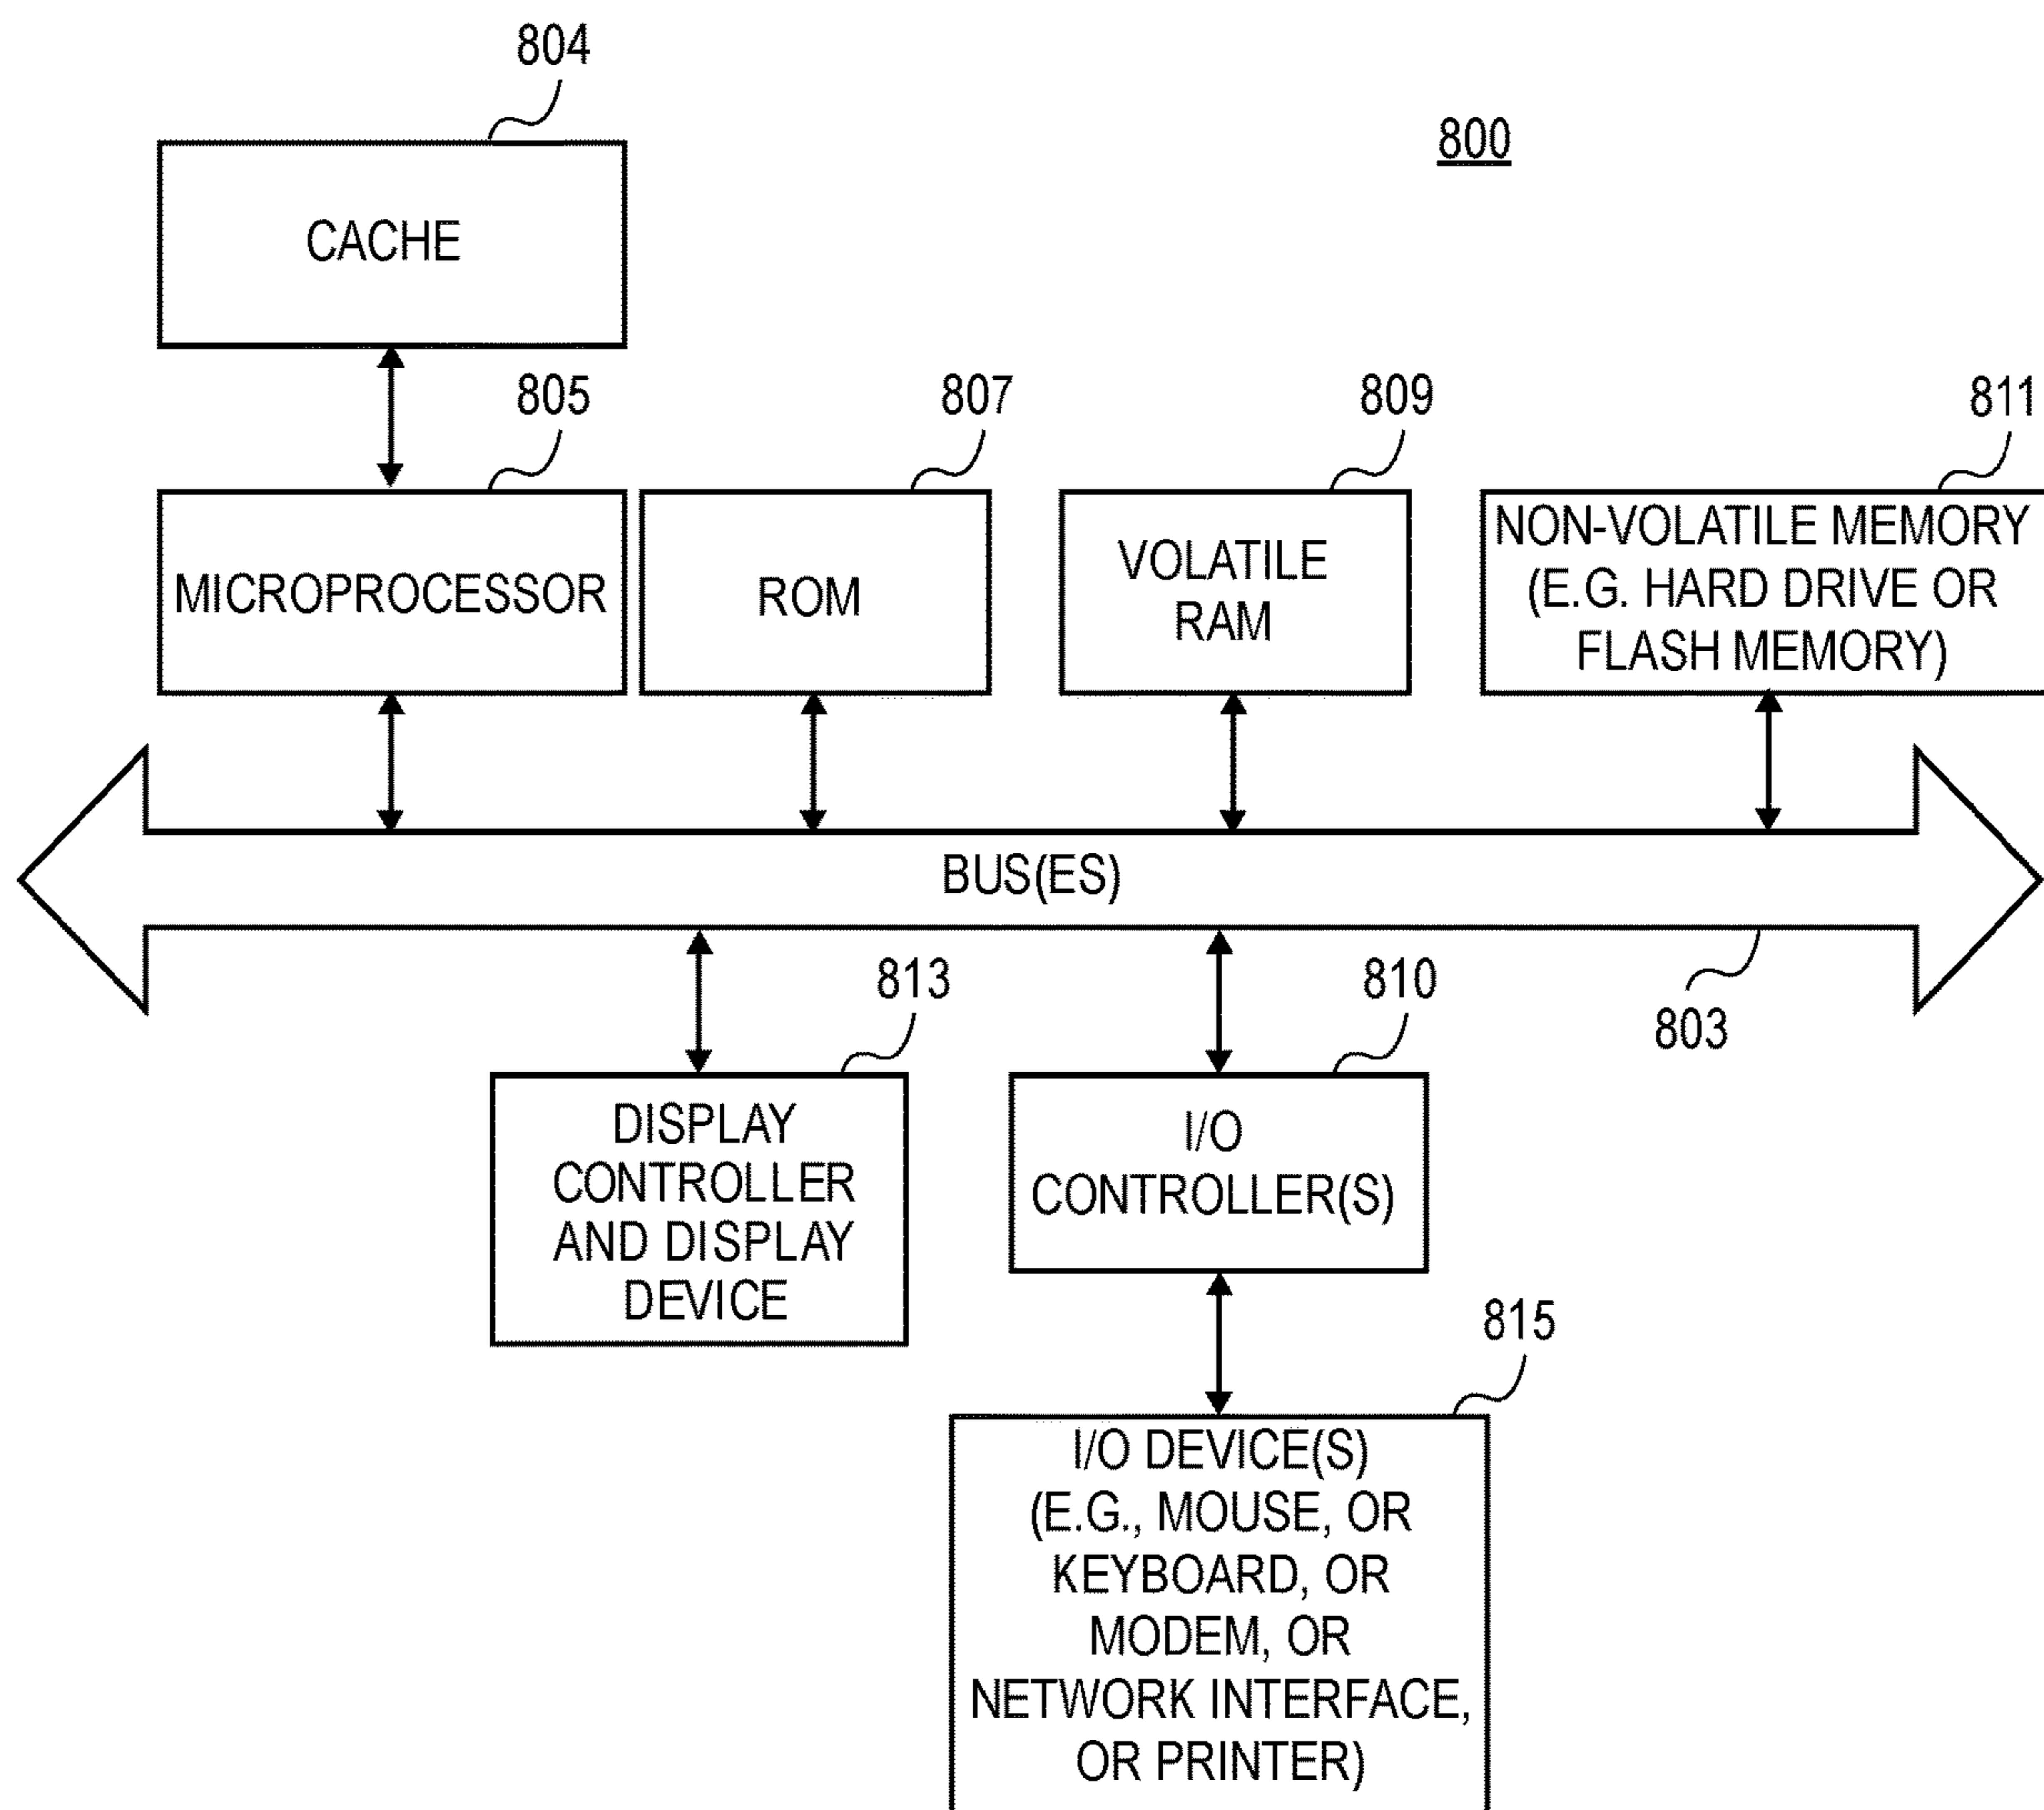 804
800
CACHE
805
807
809
811
MICROPROCESSOR
ROM
VOLATILE
RAM
NON-VOLATILE MEMORY
(E.G. HARD DRIVE OR
FLASH MEMORY)
BUS(ES)
803
813
810
DISPLAY
CONTROLLER
AND DISPLAY
DEVICE
I/O
CONTROLLER(S)
815
I/O DEVICE(S)
(E.G., MOUSE, OR
KEYBOARD, OR
MODEM, OR
NETWORK INTERFACE,
OR PRINTER)